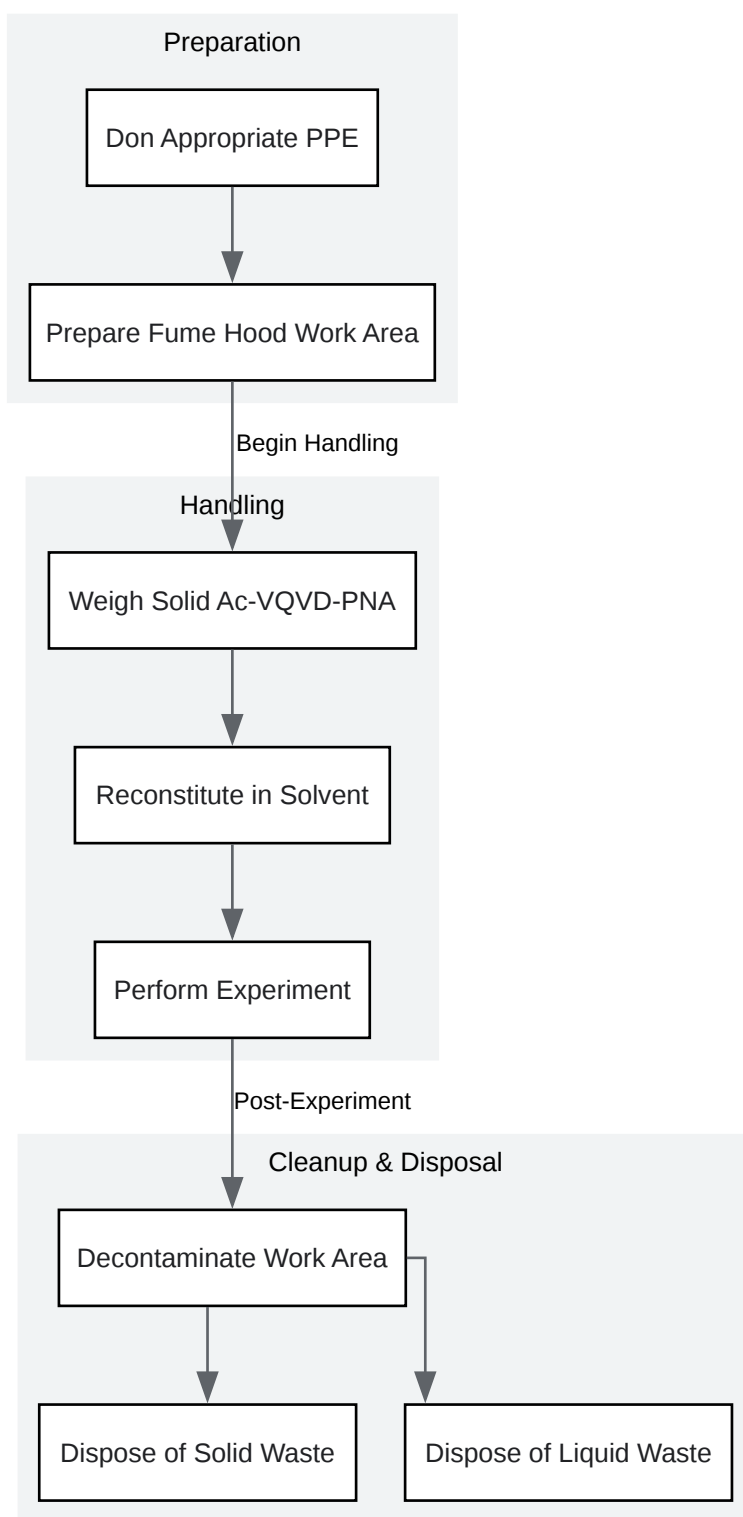 Preparation
Don Appropriate PPE
Prepare Fume Hood Work Area
Begin Handling
Handling
Weigh Solid Ac-VQVD-PNA
Reconstitute in Solvent
Perform Experiment
Post-Experiment
Cleanup & Disposal
Decontaminate Work Area
Dispose of Solid Waste
Dispose of Liquid Waste